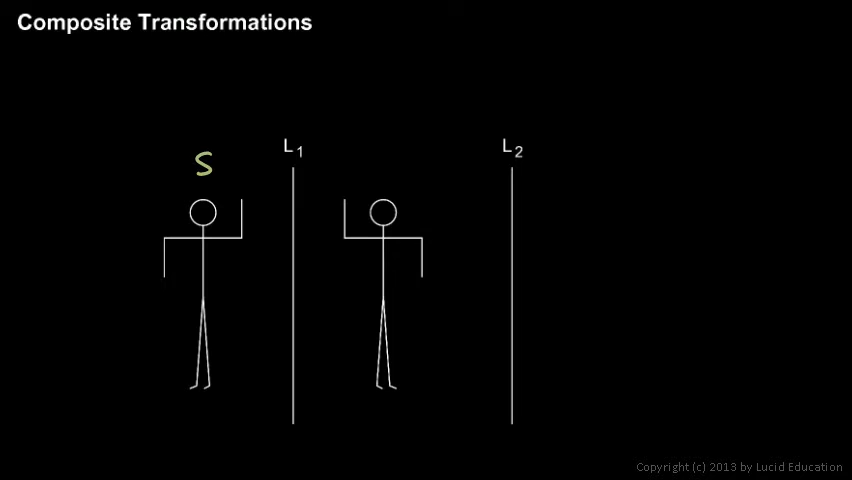 Composite Transformations
S
L1
L2
Copyright (c) 2013 by Lucid Education